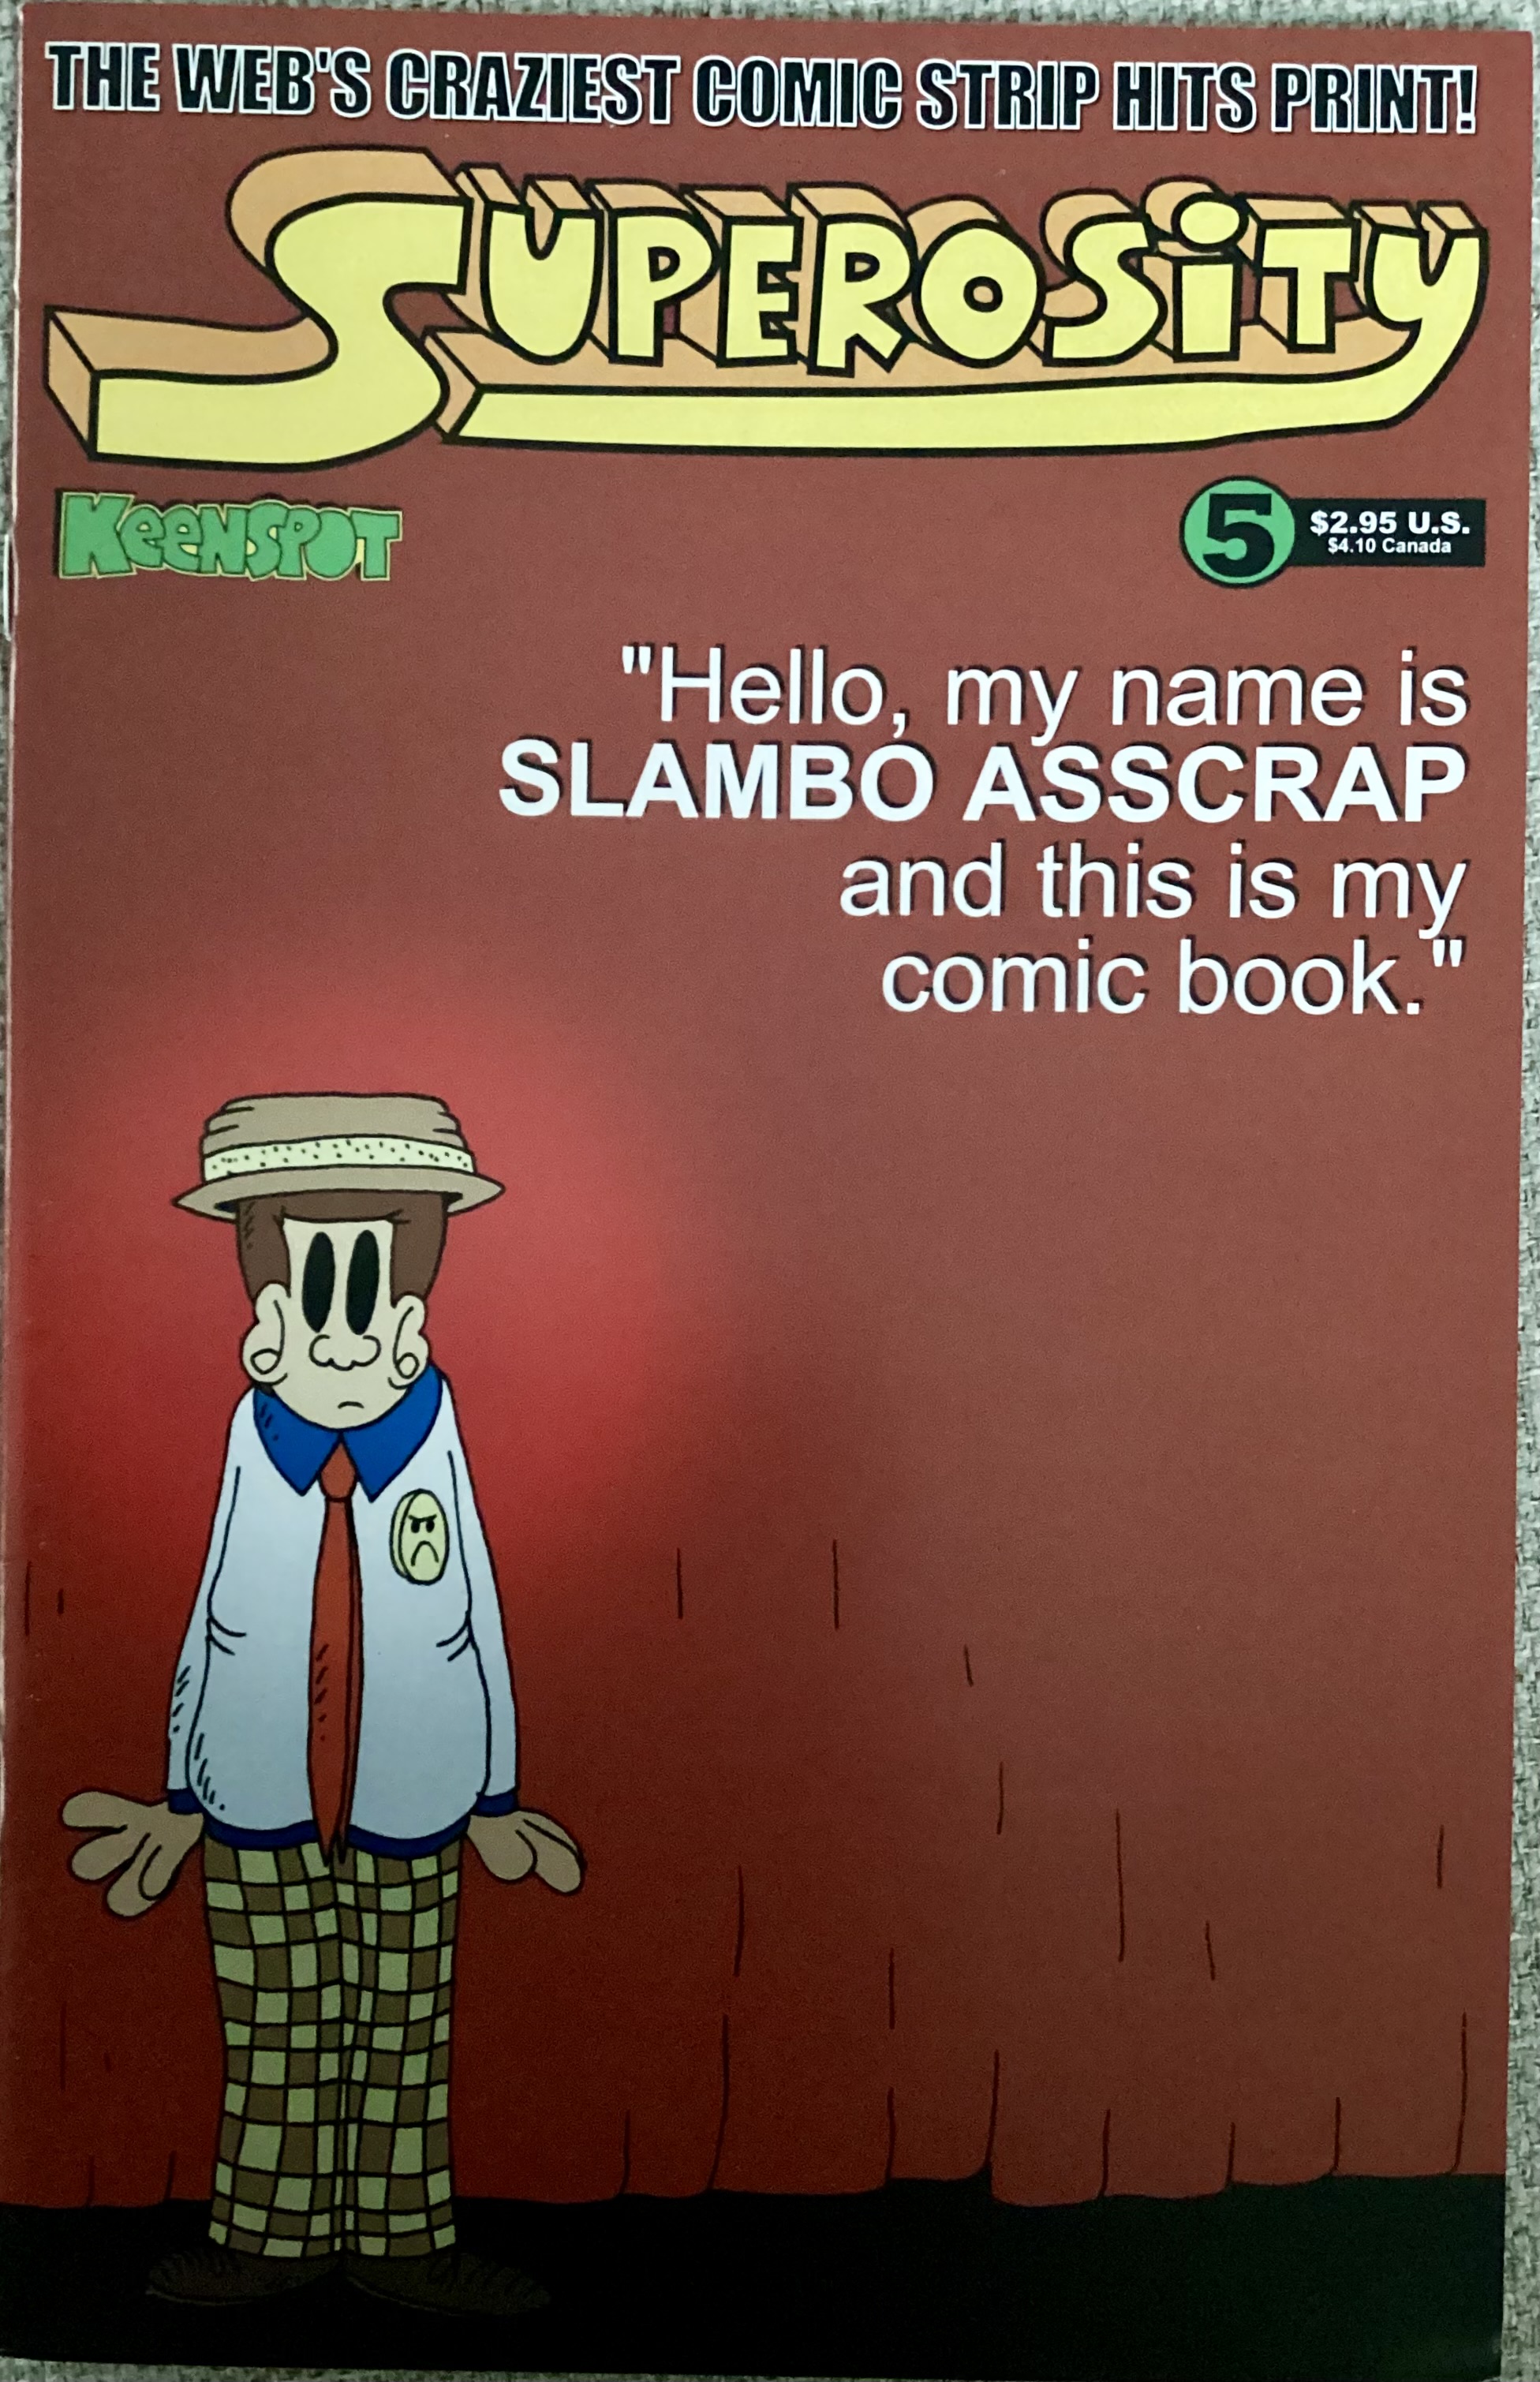 THE WEB'S CRAZIEST COMIC STRIP HITS PRINT!
SUPEROSiTY
KeeNSPOT
5
$2.95 U.S.
$4.10 Canada
"Hello, my name is
SLAMBO ASSCRAP
and this is my
comic book."